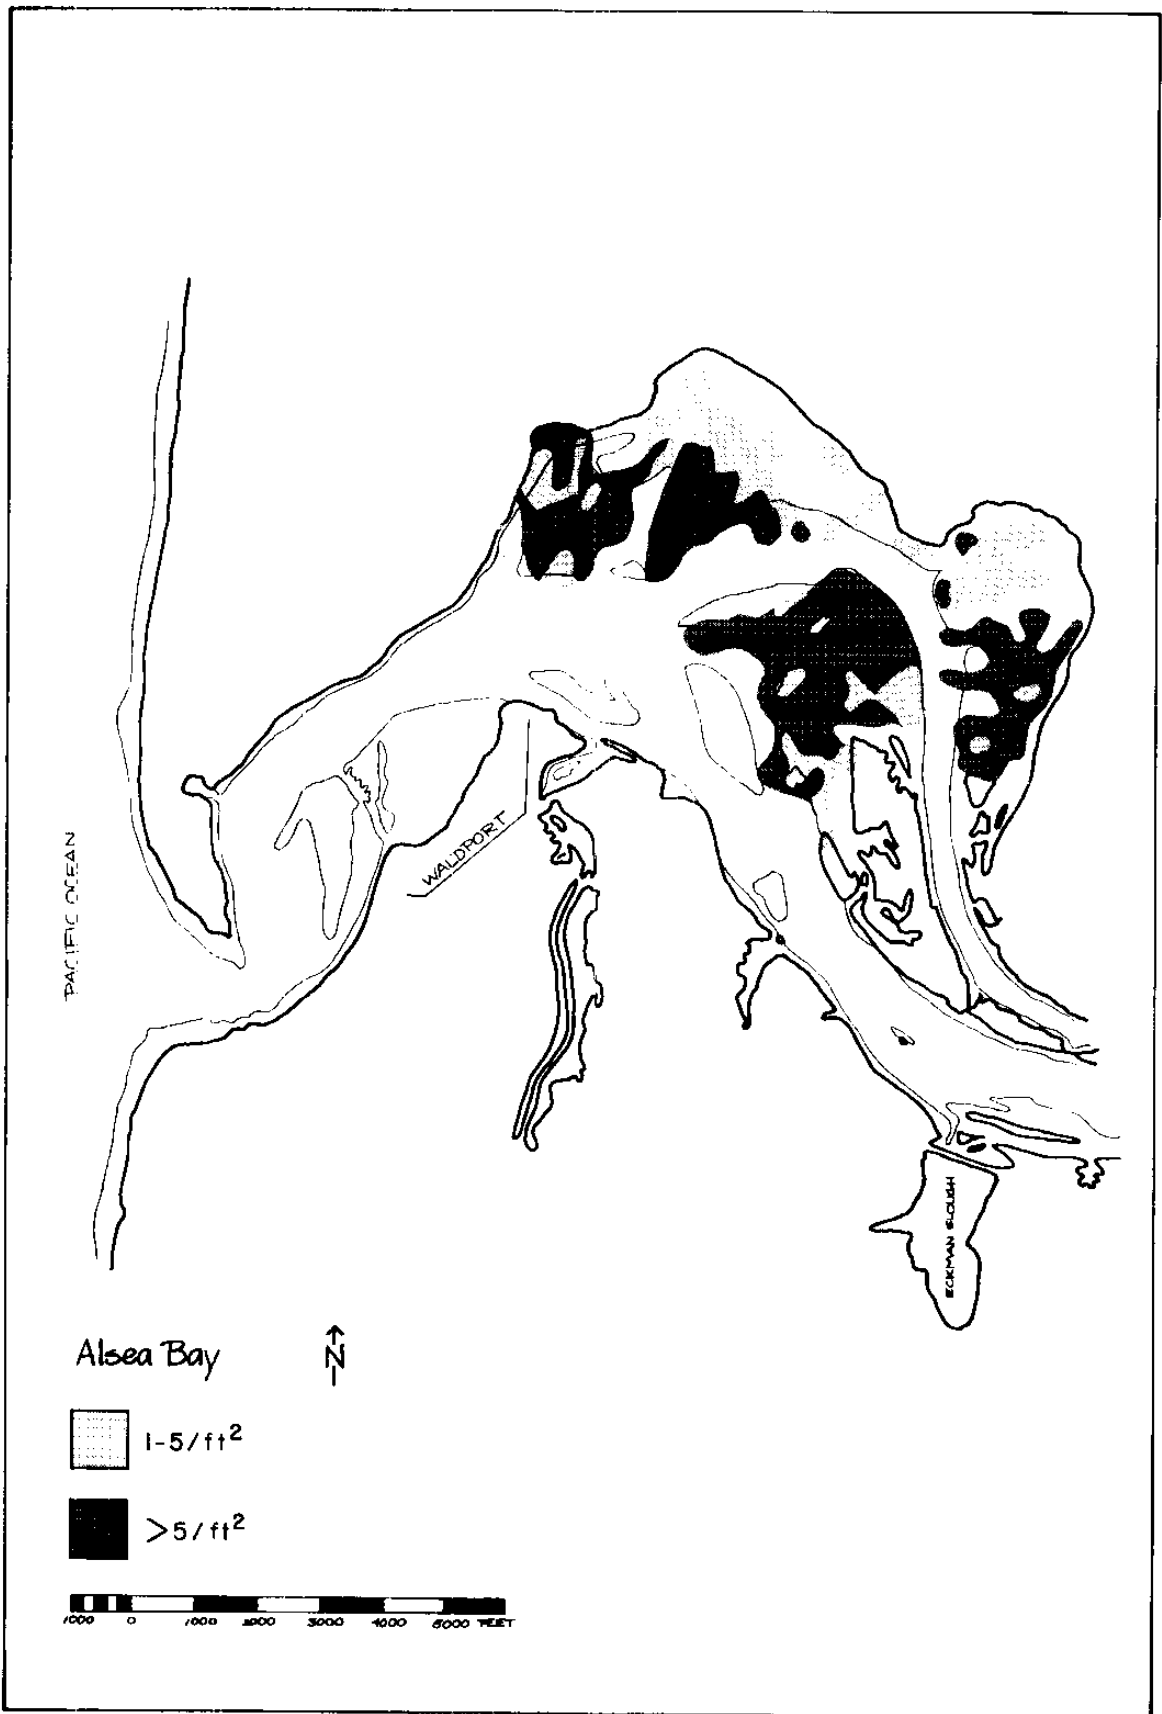 WALDPORT
PACIFIC OCEAN
ECKMAN SLOUGH
Alsea Bay
N
1-5/ft²
>5/ft²
1000 0 1000 2000 3000 4000 5000 FEET